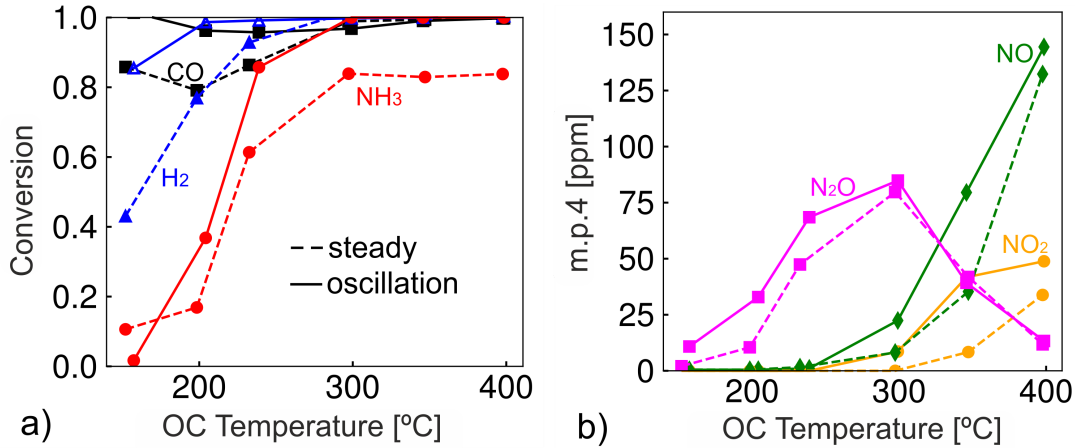 Conversion
1.0
0.8
0.6
0.4
0.2
0.0
CO
NH3
H2
steady
oscillation
200
300
400
OC Temperature [ºC]
a)
m.p.4 [ppm]
150
125
100
75
50
25
0
NO
N2O
NO2
200
300
400
OC Temperature [ºC]
b)